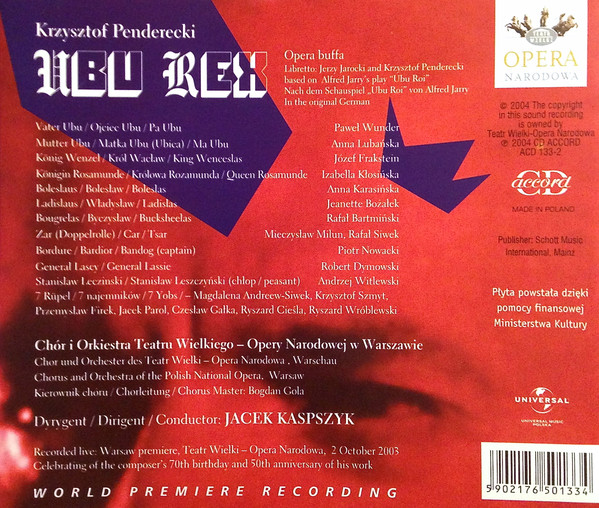 Krzysztof Penderecki
UBU REX
Opera buffa
Libretto: Jerzy Jarocki and Krzysztof Penderecki
based on Alfred Jarry's play "Ubu Roi"
Nach dem Schauspiel „Ubu Roi" von Alfred Jarry
In the original German
Vater Ubu / Ojciec Ubu / Pa Ubu Paweł Wunder
Mutter Ubu / Matka Ubu (Ubica) / Ma Ubu Anna Lubańska
König Wenzel / Król Wacław / King Wenceslas Józef Frakstein
Königin Rosamunde / Królowa Rozamunda / Queen Rosamunde Izabella Kłosińska
Boleslaus / Bolesław / Boleslas Anna Karasińska
Ladislaus / Władysław / Ladislas Jeanette Bożałek
Bougrelas / Byczysław / Bucksheelas Rafał Bartmiński
Zar (Doppelrolle) / Car / Tsar Mieczysław Milun, Rafał Siwek
Bordure / Bardior / Bandog (captain) Piotr Nowacki
General Lascy / General Lassie Robert Dymowski
Stanislaw Leczinski / Stanisław Leszczyński (chłop / peasant) Andrzej Witlewski
7 Rüpel / 7 najemników / 7 Yobs / – Magdalena Andreew-Siwek, Krzysztof Szmyt,
Przemysław Firek, Jacek Parol, Czesław Gałka, Ryszard Cieśla, Ryszard Wróblewski
Chór i Orkiestra Teatru Wielkiego – Opery Narodowej w Warszawie
Chor und Orchester des Teatr Wielki – Opera Narodowa , Warschau
Chorus and Orchestra of the Polish National Opera, Warsaw
Kierownik chóru / Chorleitung / Chorus Master: Bogdan Gola
Dyrygent / Dirigent / Conductor: JACEK KASPSZYK
Recorded live: Warsaw premiere, Teatr Wielki – Opera Narodowa, 2 October 2003
Celebrating of the composer's 70th birthday and 50th anniversary of his work
WORLD PREMIERE RECORDING
TEATR
WIELKI
OPERA
NARODOWA
© 2004 The copyright
in this sound recording
is owned by
Teatr Wielki-Opera Narodowa
℗ 2004 CD ACCORD
ACD 133-2
accord
CD
MADE IN POLAND
Publisher: Schott Music
International, Mainz
Płyta powstała dzięki
pomocy finansowej
Ministerstwa Kultury
UNIVERSAL
UNIVERSAL MUSIC
POLSKA
5 902176 501334